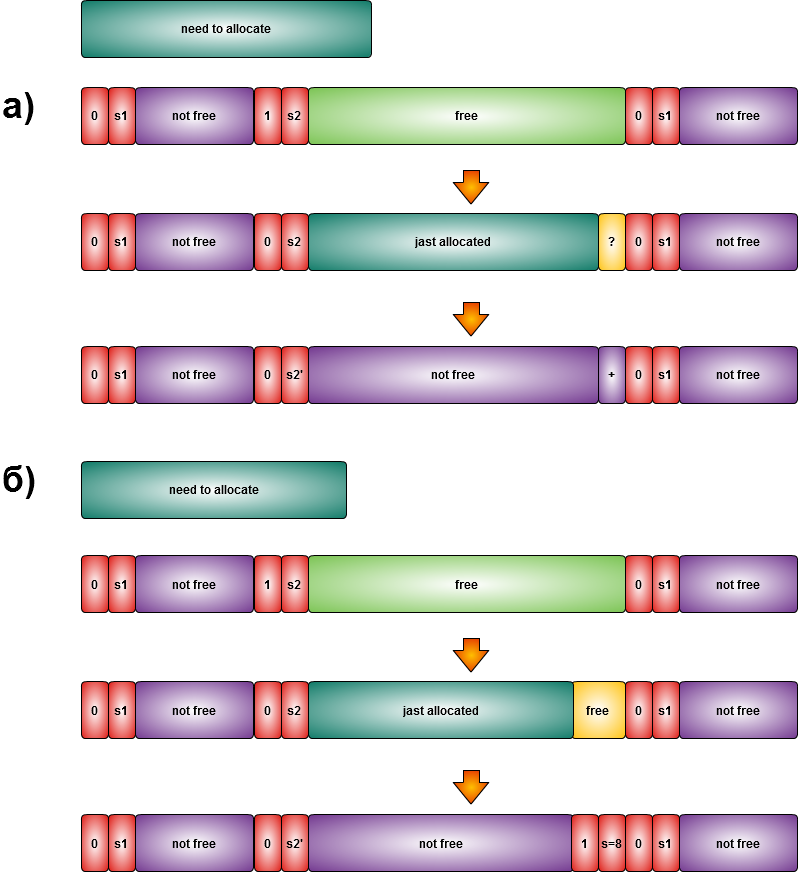 need to allocate
а)
0 s1 not free 1 s2 free 0 s1 not free
0 s1 not free 0 s2 jast allocated ? 0 s1 not free
0 s1 not free 0 s2' not free + 0 s1 not free
б)
need to allocate
0 s1 not free 1 s2 free 0 s1 not free
0 s1 not free 0 s2 jast allocated free 0 s1 not free
0 s1 not free 0 s2' not free 1 s=8 0 s1 not free